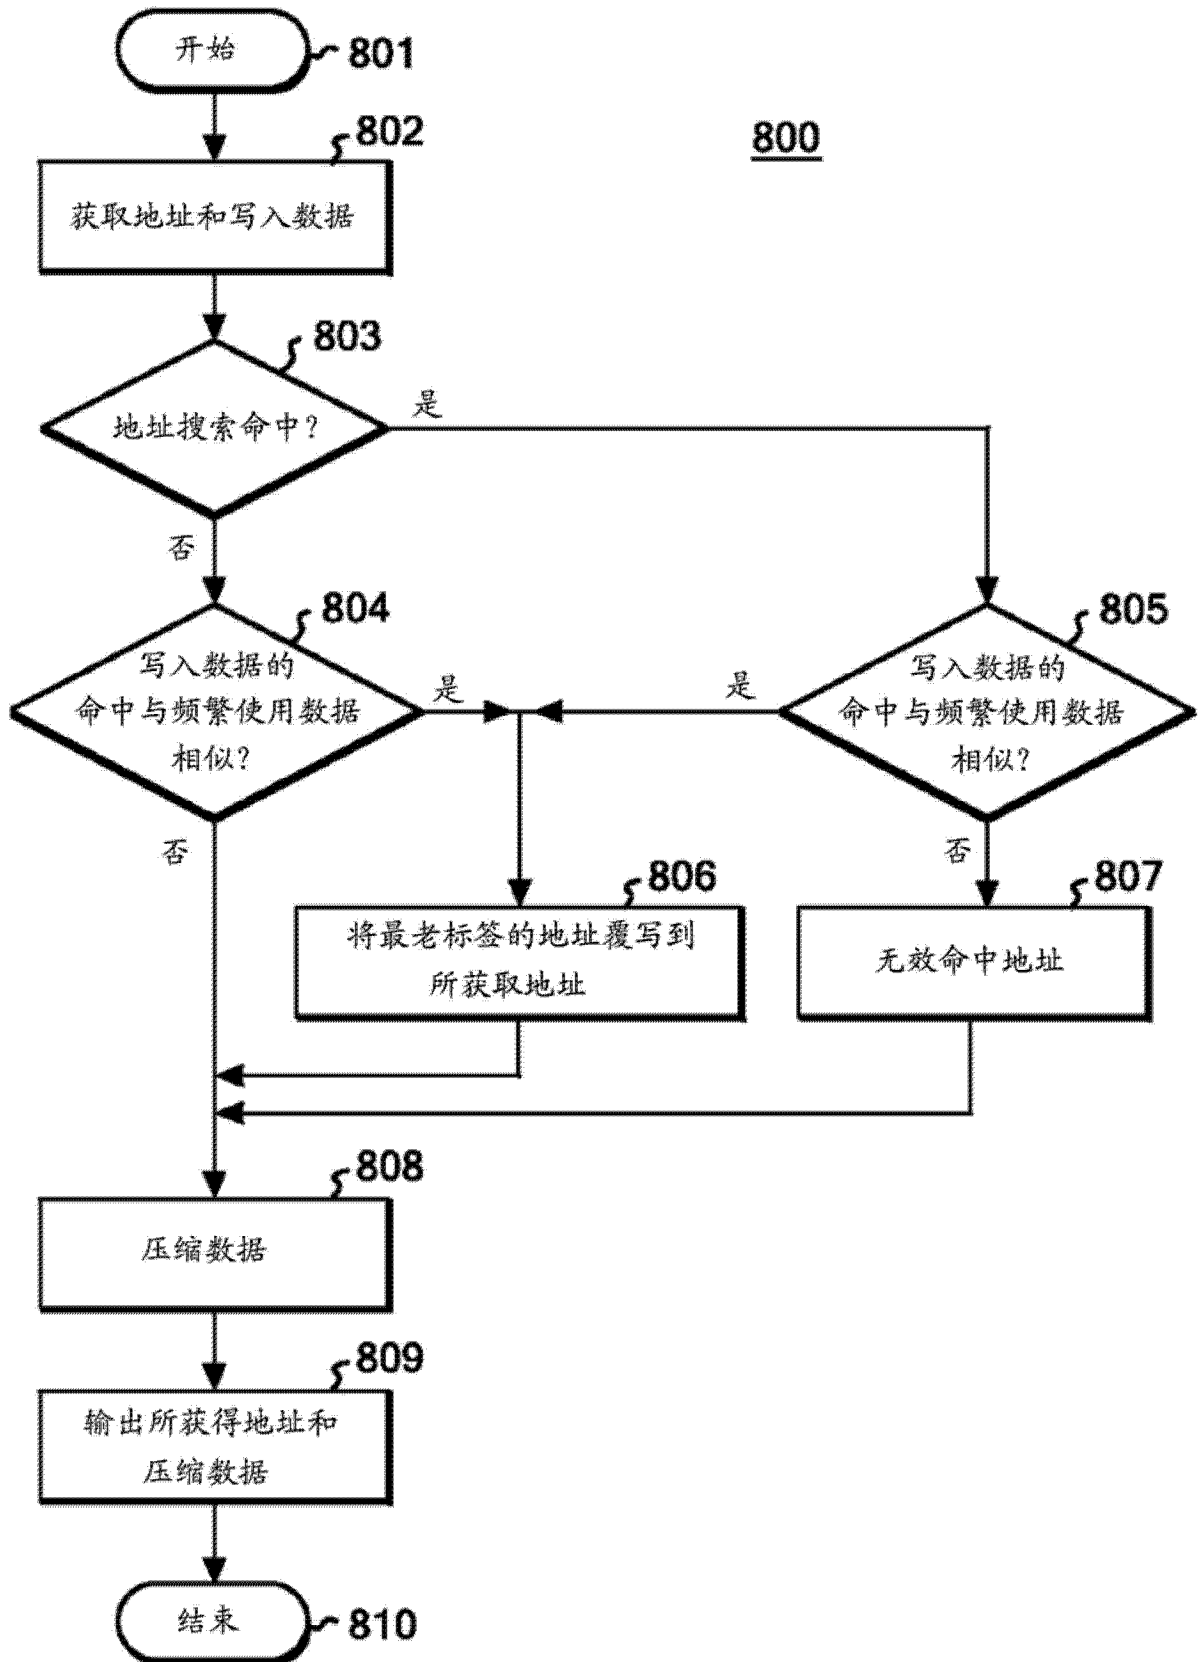 开始
801
802
800
获取地址和写入数据
803
地址搜索命中？
是
否
804
写入数据的
命中与频繁使用数据
相似？
是
是
805
写入数据的
命中与频繁使用数据
相似？
否
否
806
将最老标签的地址覆写到
所获取地址
807
无效命中地址
808
压缩数据
809
输出所获得地址和
压缩数据
结束
810